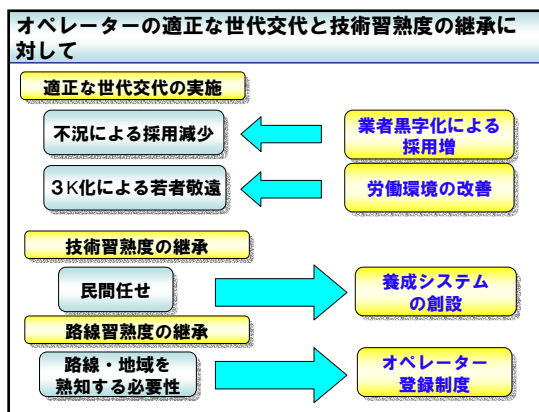 オペレーターの適正な世代交代と技術習熟度の継承に
対して
適正な世代交代の実施
不況による採用減少
業者黒字化による
採用増
３K化による若者敬遠
労働環境の改善
技術習熟度の継承
民間任せ
養成システム
の創設
路線習熟度の継承
路線・地域を
熟知する必要性
オペレーター
登録制度